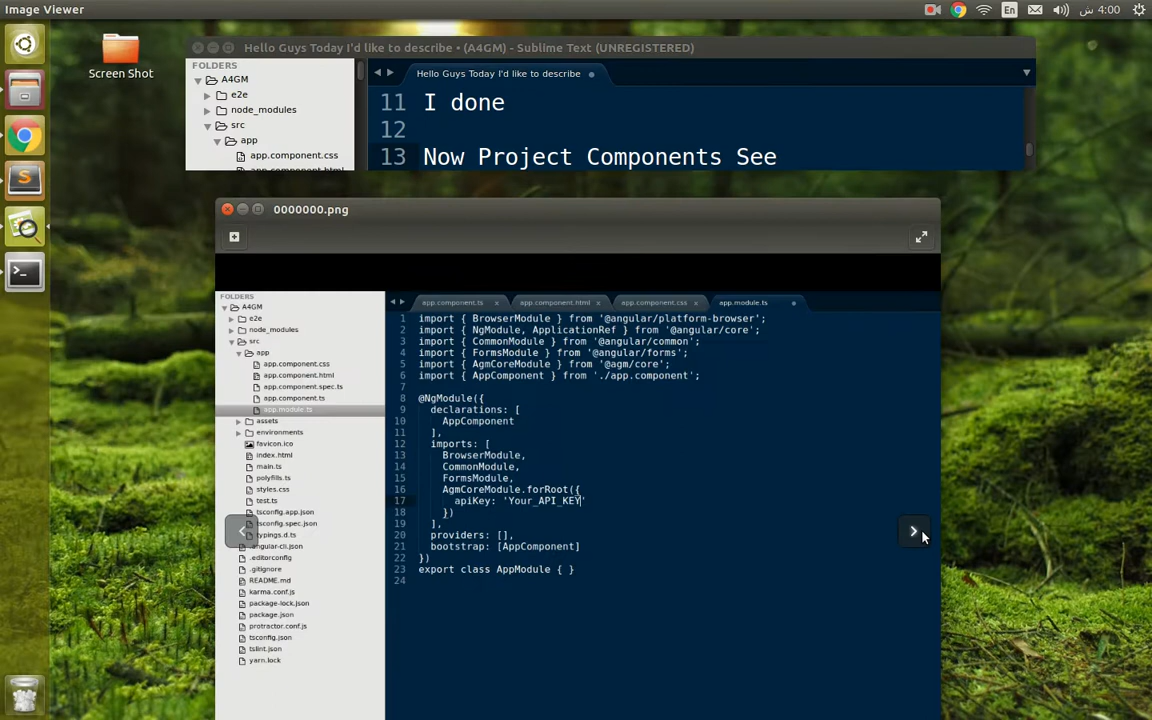 Image Viewer
En
4:00 ش
Screen Shot
Hello Guys Today I'd like to describe • (A4GM) - Sublime Text (UNREGISTERED)
FOLDERS
A4GM
e2e
node_modules
src
app
app.component.css
app.component.html
Hello Guys Today I'd like to describe
11 I done
12
13 Now Project Components See
0000000.png
FOLDERS
A4GM
e2e
node_modules
src
app
app.component.css
app.component.html
app.component.spec.ts
app.component.ts
app.module.ts
assets
environments
favicon.ico
index.html
main.ts
polyfills.ts
styles.css
test.ts
tsconfig.app.json
tsconfig.spec.json
typings.d.ts
.angular-cli.json
.editorconfig
.gitignore
README.md
karma.conf.js
package-lock.json
package.json
protractor.conf.js
tsconfig.json
tslint.json
yarn.lock
app.component.ts x app.component.html x app.component.css x app.module.ts
1 import { BrowserModule } from '@angular/platform-browser';
2 import { NgModule, ApplicationRef } from '@angular/core';
3 import { CommonModule } from '@angular/common';
4 import { FormsModule } from '@angular/forms';
5 import { AgmCoreModule } from '@agm/core';
6 import { AppComponent } from './app.component';
7
8 @NgModule({
9 declarations: [
10 AppComponent
11 ],
12 imports: [
13 BrowserModule,
14 CommonModule,
15 FormsModule,
16 AgmCoreModule.forRoot({
17 apiKey: 'Your_API_KEY'
18 })
19 ],
20 providers: [],
21 bootstrap: [AppComponent]
22 })
23 export class AppModule { }
24